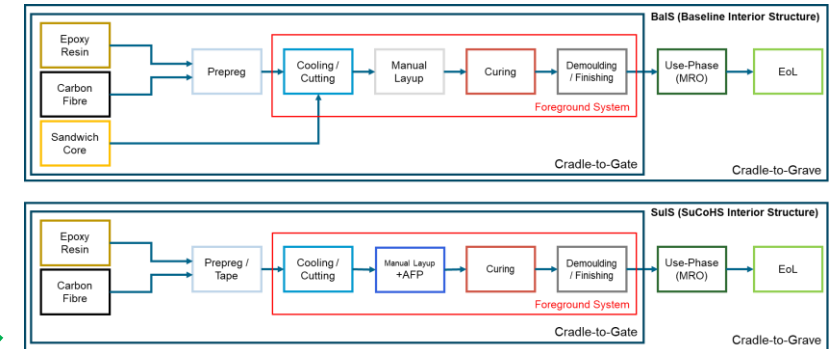 BaIS (Baseline Interior Structure)
Epoxy
Resin
Carbon
Fibre
Sandwich
Core
Prepreg
Cooling /
Cutting
Manual
Layup
Curing
Demoulding
/ Finishing
Foreground System
Cradle-to-Gate
Use-Phase
(MRO)
EoL
Cradle-to-Grave
SuIS (SuCoHS Interior Structure)
Epoxy
Resin
Carbon
Fibre
Prepreg /
Tape
Cooling /
Cutting
Manual Layup
+AFP
Curing
Demoulding
/ Finishing
Foreground System
Cradle-to-Gate
Use-Phase
(MRO)
EoL
Cradle-to-Grave